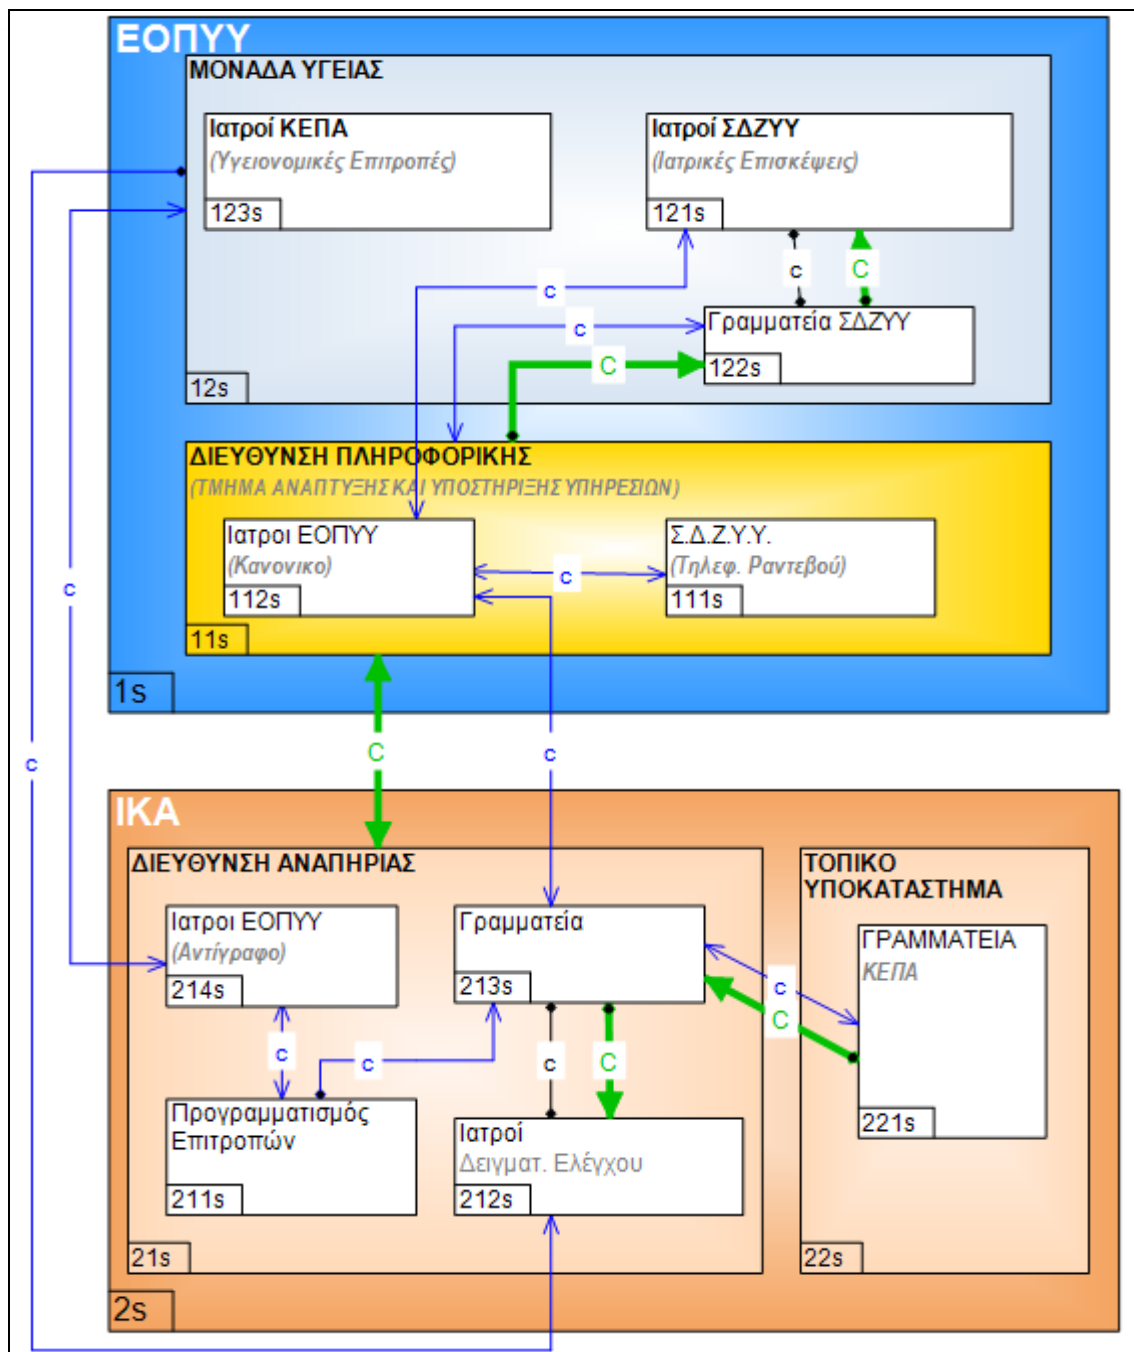 ΕΟΠΥΥ
ΜΟΝΑΔΑ ΥΓΕΙΑΣ
Ιατροί ΚΕΠΑ
(Υγειονομικές Επιτροπές)
123s
Ιατροί ΣΔΖΥΥ
(Ιατρικές Επισκέψεις)
121s
c
C
c
c
Γραμματεία ΣΔΖΥΥ
C
122s
12s
ΔΙΕΥΘΥΝΣΗ ΠΛΗΡΟΦΟΡΙΚΗΣ
(ΤΜΗΜΑ ΑΝΑΠΤΥΞΗΣ ΚΑΙ ΥΠΟΣΤΗΡΙΞΗΣ ΥΠΗΡΕΣΙΩΝ)
Ιατροι ΕΟΠΥΥ
(Κανονικο)
112s
c
Σ.Δ.Ζ.Υ.Υ.
(Τηλεφ. Ραντεβού)
111s
c
11s
1s
C
c
c
ΙΚΑ
ΔΙΕΥΘΥΝΣΗ ΑΝΑΠΗΡΙΑΣ
Ιατροι ΕΟΠΥΥ
(Αντίγραφο)
214s
Γραμματεία
213s
c
C
c
c
c
C
Προγραμματισμός
Επιτροπών
211s
Ιατροί
Δειγματ. Ελέγχου
212s
21s
ΤΟΠΙΚΟ
ΥΠΟΚΑΤΑΣΤΗΜΑ
ΓΡΑΜΜΑΤΕΙΑ
ΚΕΠΑ
221s
22s
2s